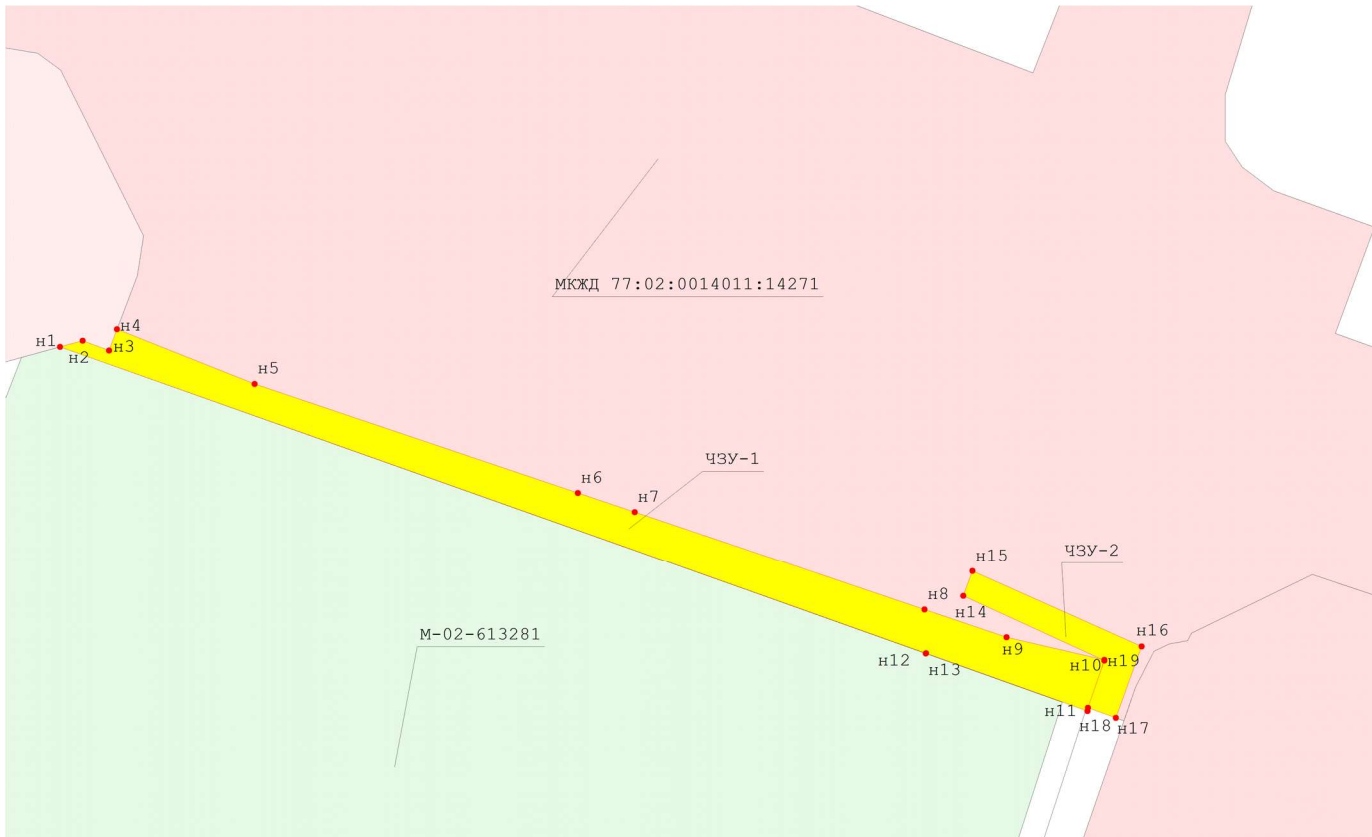 МКЖД 77:02:0014011:14271
н4
н1
н2
н3
н5
ЧЗУ-1
н6
н7
ЧЗУ-2
н15
н8
н14
М-02-613281
н16
н9
н12
н13
н10
н19
н11
н18
н17